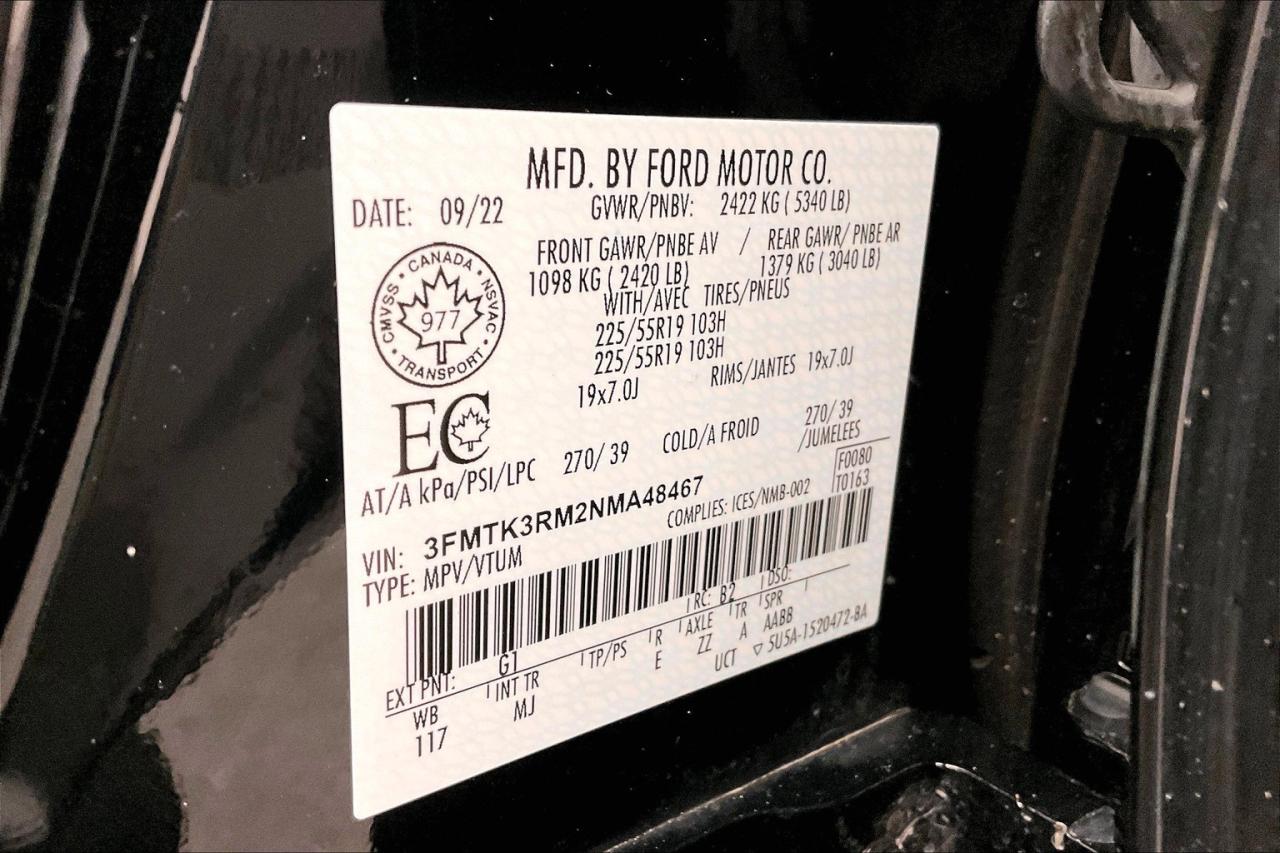 MFD. BY FORD MOTOR CO.
DATE: 09/22 GVWR/PNBV: 2422 KG ( 5340 LB)
FRONT GAWR/PNBE AV / REAR GAWR/ PNBE AR
1098 KG ( 2420 LB) 1379 KG ( 3040 LB)
WITH/AVEC TIRES/PNEUS
225/55R19 103H
225/55R19 103H
19x7.0J RIMS/JANTES 19x7.0J
CANADA
CMVSS
NSVAC
TRANSPORT
977
EC
AT/A kPa/PSI/LPC 270/ 39 COLD/A FROID 270/ 39
/JUMELEES
F0080
T0163
VIN: 3FMTK3RM2NMA48467
COMPLIES: ICES/NMB-002
TYPE: MPV/VTUM
EXT PNT: G1 RC: B2 DSO:
WB INT TR TP/PS R AXLE TR SPR
117 MJ E ZZ A AABB
UCT ▽ 5U5A-1520472-BA